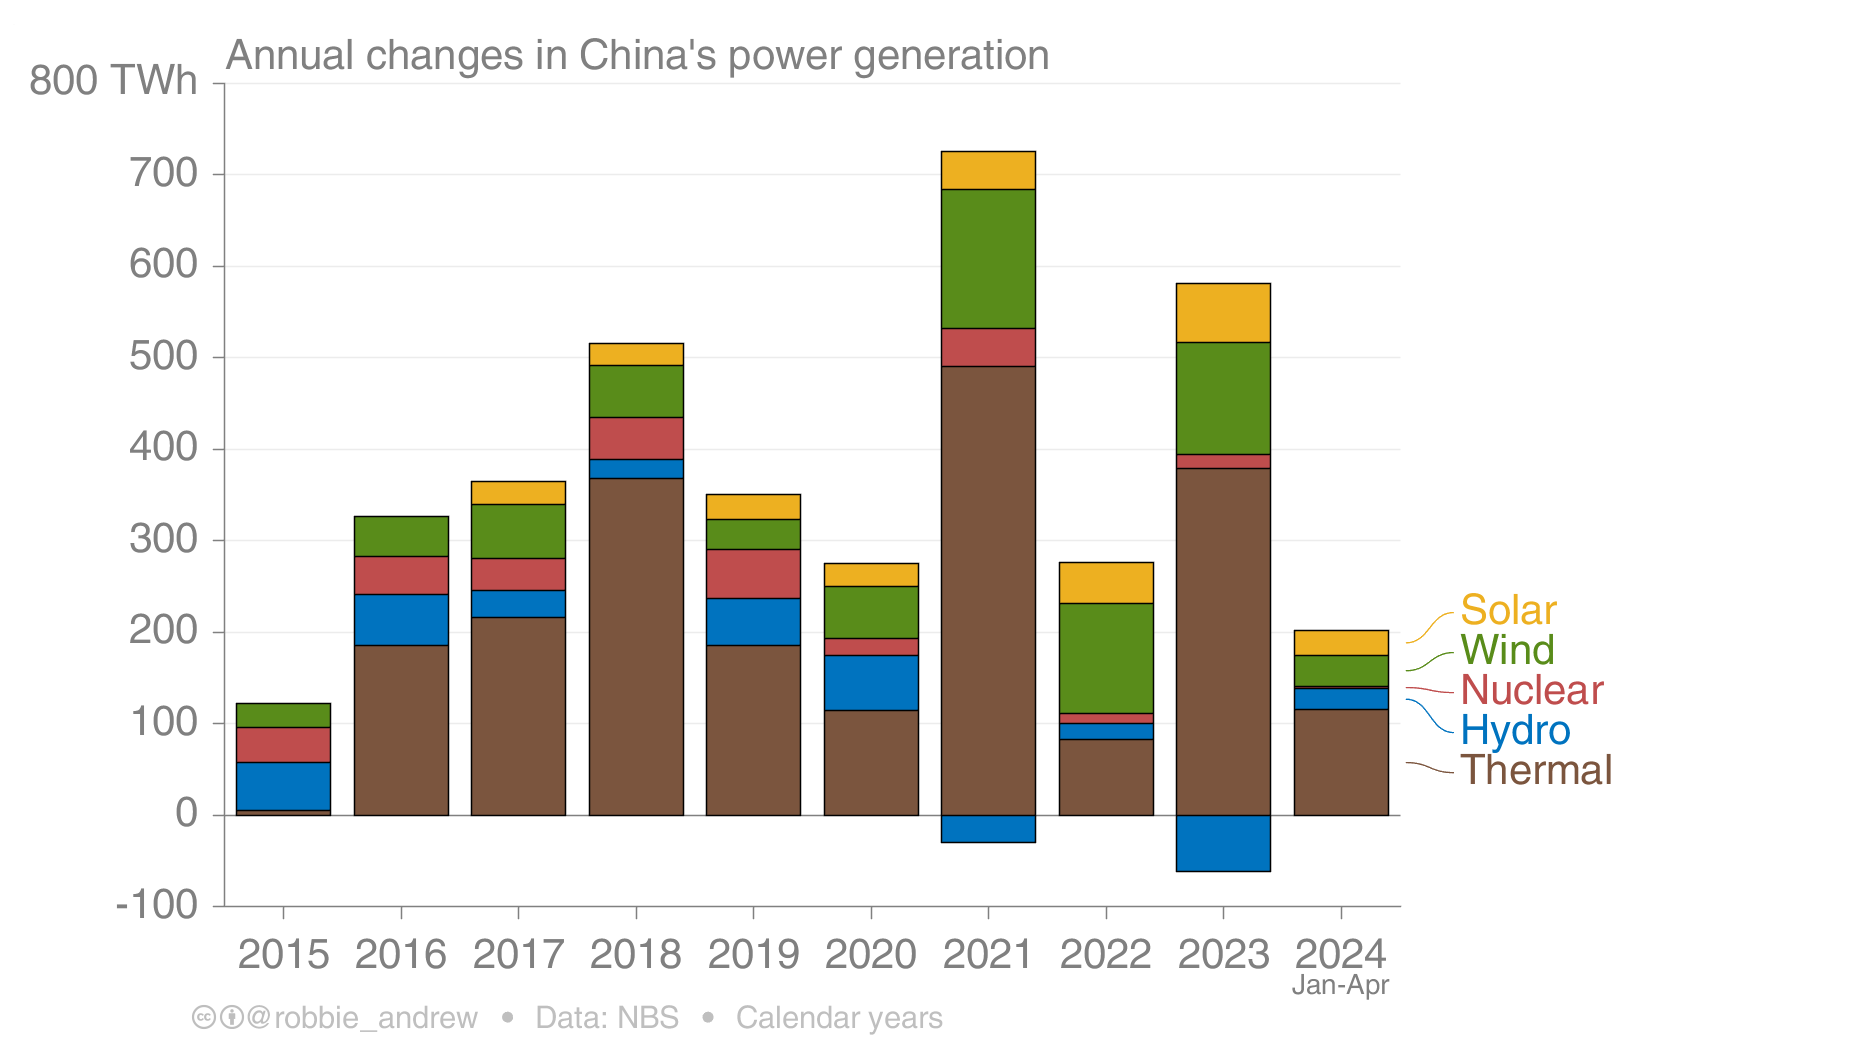 Annual changes in China's power generation
800 TWh
700
600
500
400
300
200
100
0
-100
Solar
Wind
Nuclear
Hydro
Thermal
2015 2016 2017 2018 2019 2020 2021 2022 2023 2024
Jan-Apr
cc @robbie_andrew • Data: NBS • Calendar years